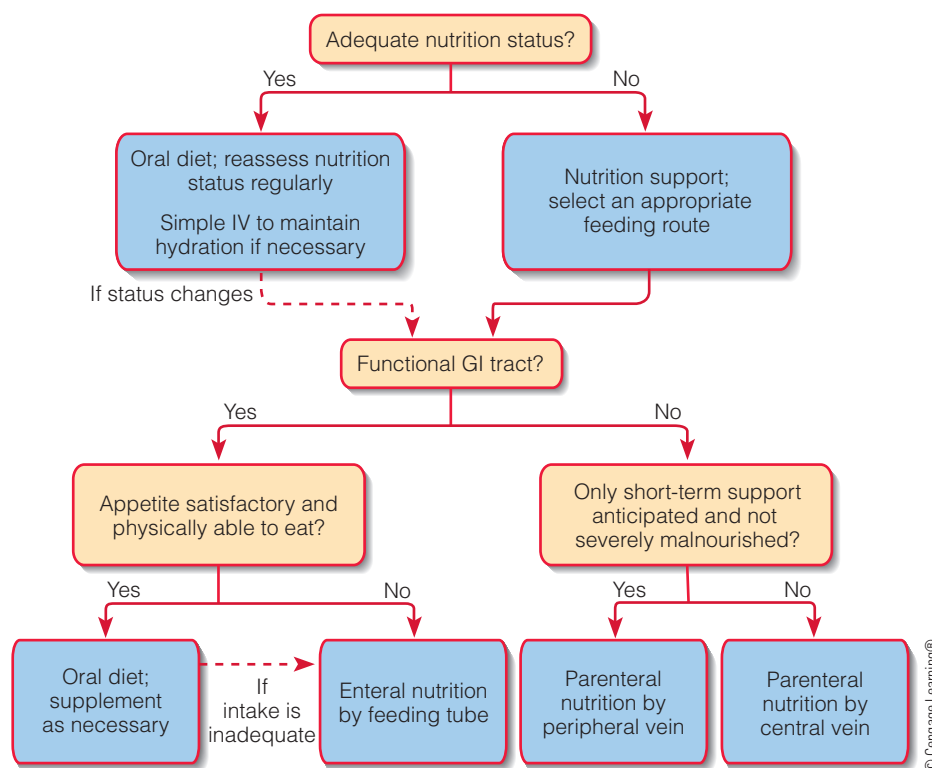 Adequate nutrition status?
Yes
No
Oral diet; reassess nutrition
status regularly
Simple IV to maintain
hydration if necessary
Nutrition support;
select an appropriate
feeding route
If status changes
Functional GI tract?
Yes
No
Appetite satisfactory and
physically able to eat?
Only short-term support
anticipated and not
severely malnourished?
Yes
No
Yes
No
Oral diet;
supplement
as necessary
If
intake is
inadequate
Enteral nutrition
by feeding tube
Parenteral
nutrition by
peripheral vein
Parenteral
nutrition by
central vein
© Cengage Learning®